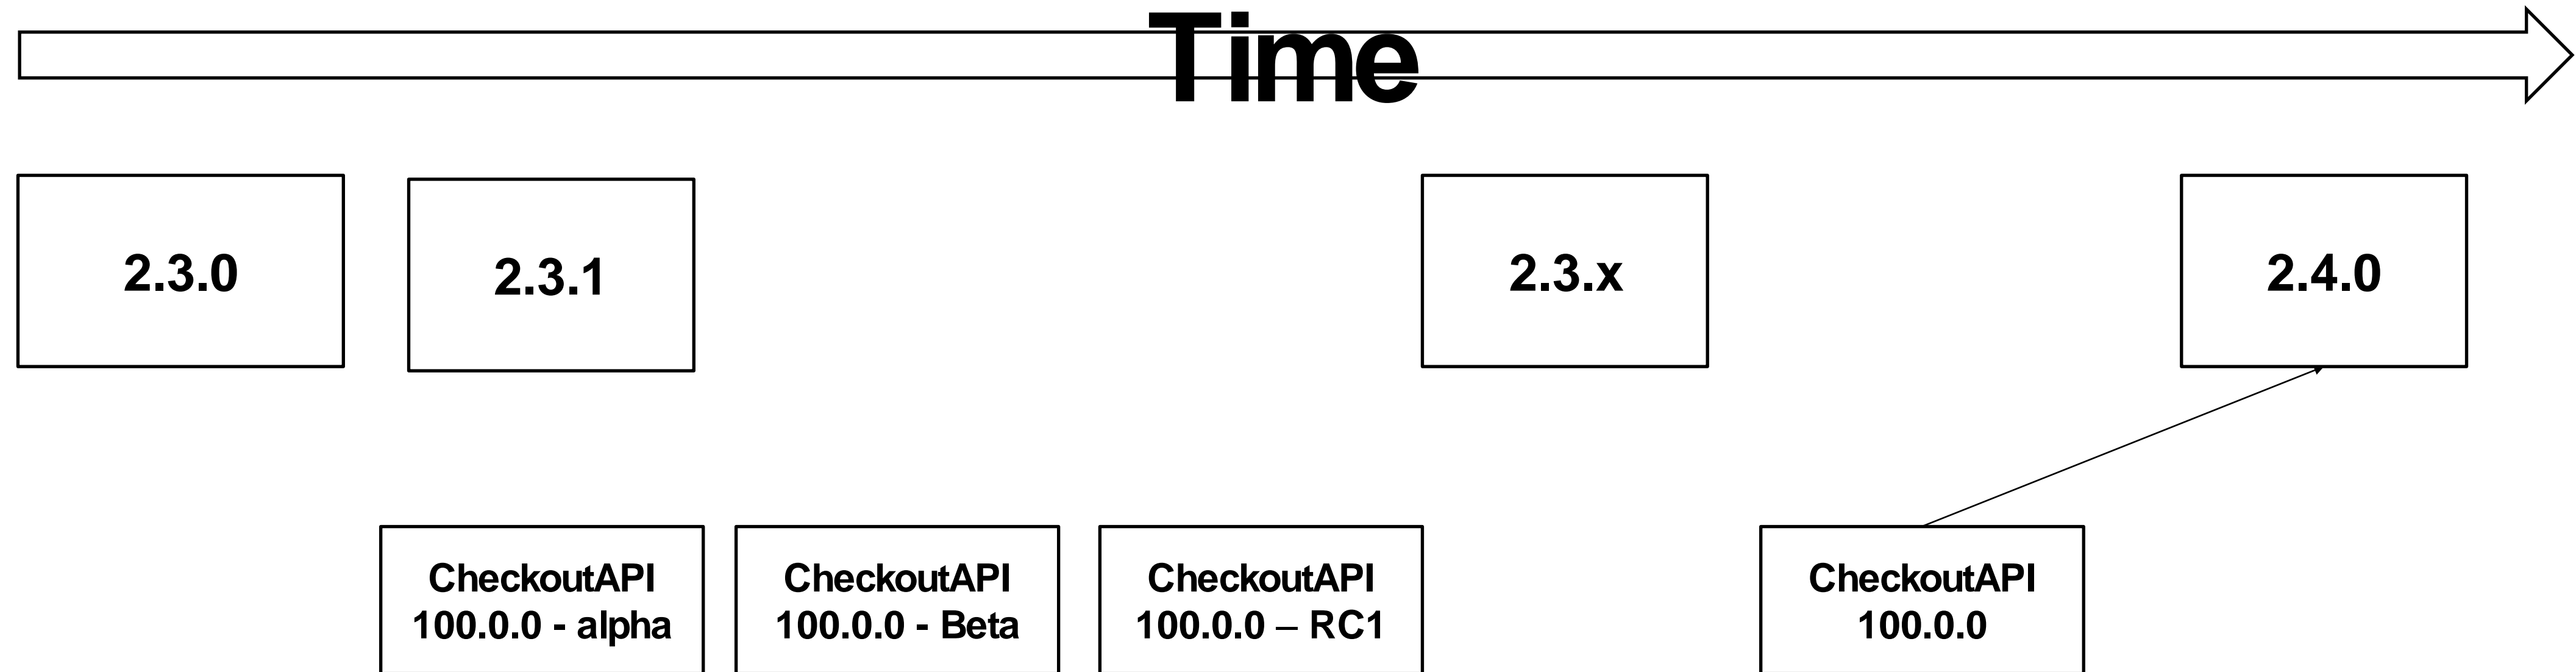 Time
2.3.0
2.3.1
2.3.x
2.4.0
CheckoutAPI
100.0.0 - alpha
CheckoutAPI
100.0.0 - Beta
CheckoutAPI
100.0.0 – RC1
CheckoutAPI
100.0.0